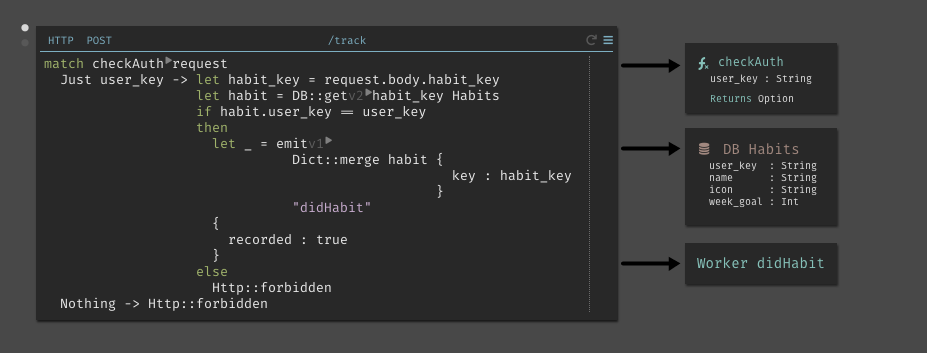 HTTP POST /track
match checkAuth request
Just user_key -> let habit_key = request.body.habit_key
let habit = DB::getv2 habit_key Habits
if habit.user_key == user_key
then
let _ = emitv1
Dict::merge habit {
key : habit_key
}
"didHabit"
{
recorded : true
}
else
Http::forbidden
Nothing -> Http::forbidden
fx checkAuth
user_key : String
Returns Option
DB Habits
user_key : String
name : String
icon : String
week_goal : Int
Worker didHabit